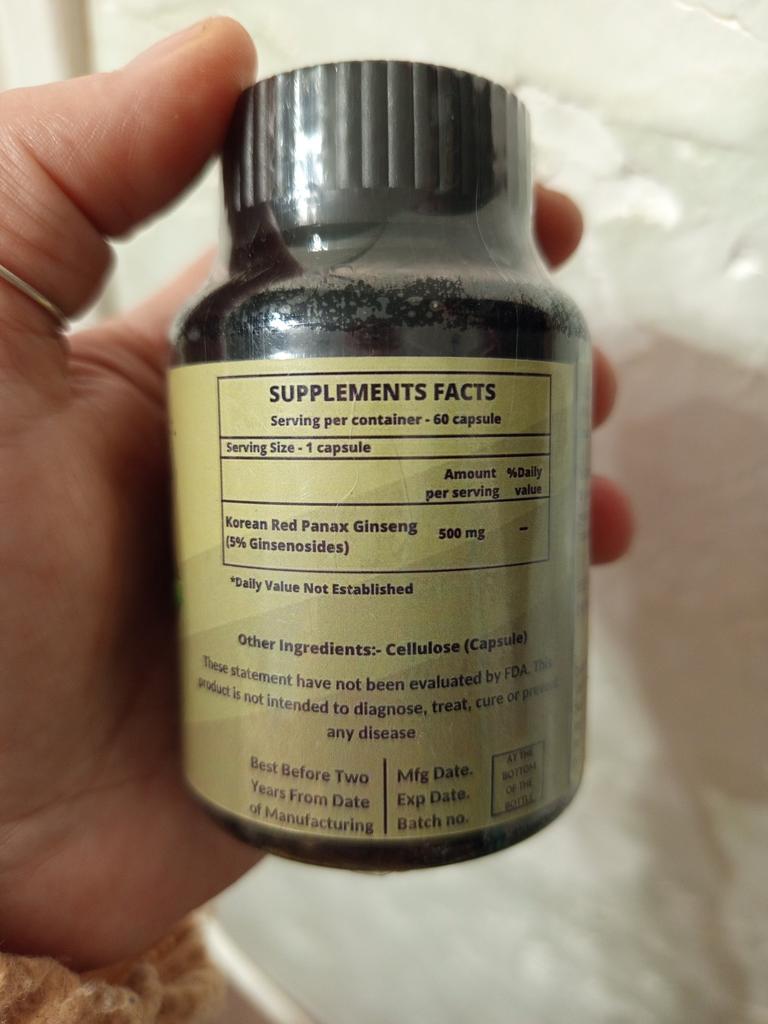 SUPPLEMENTS FACTS
Serving per container - 60 capsule
Serving Size - 1 capsule
Amount per serving %Daily value
Korean Red Panax Ginseng (5% Ginsenosides) 500 mg –
*Daily Value Not Established
Other Ingredients:- Cellulose (Capsule)
These statement have not been evaluated by FDA. This
product is not intended to diagnose, treat, cure or prevent
any disease
Best Before Two
Years From Date
of Manufacturing
Mfg Date.
Exp Date.
Batch no.
AT THE
BOTTOM
OF THE
BOTTLE